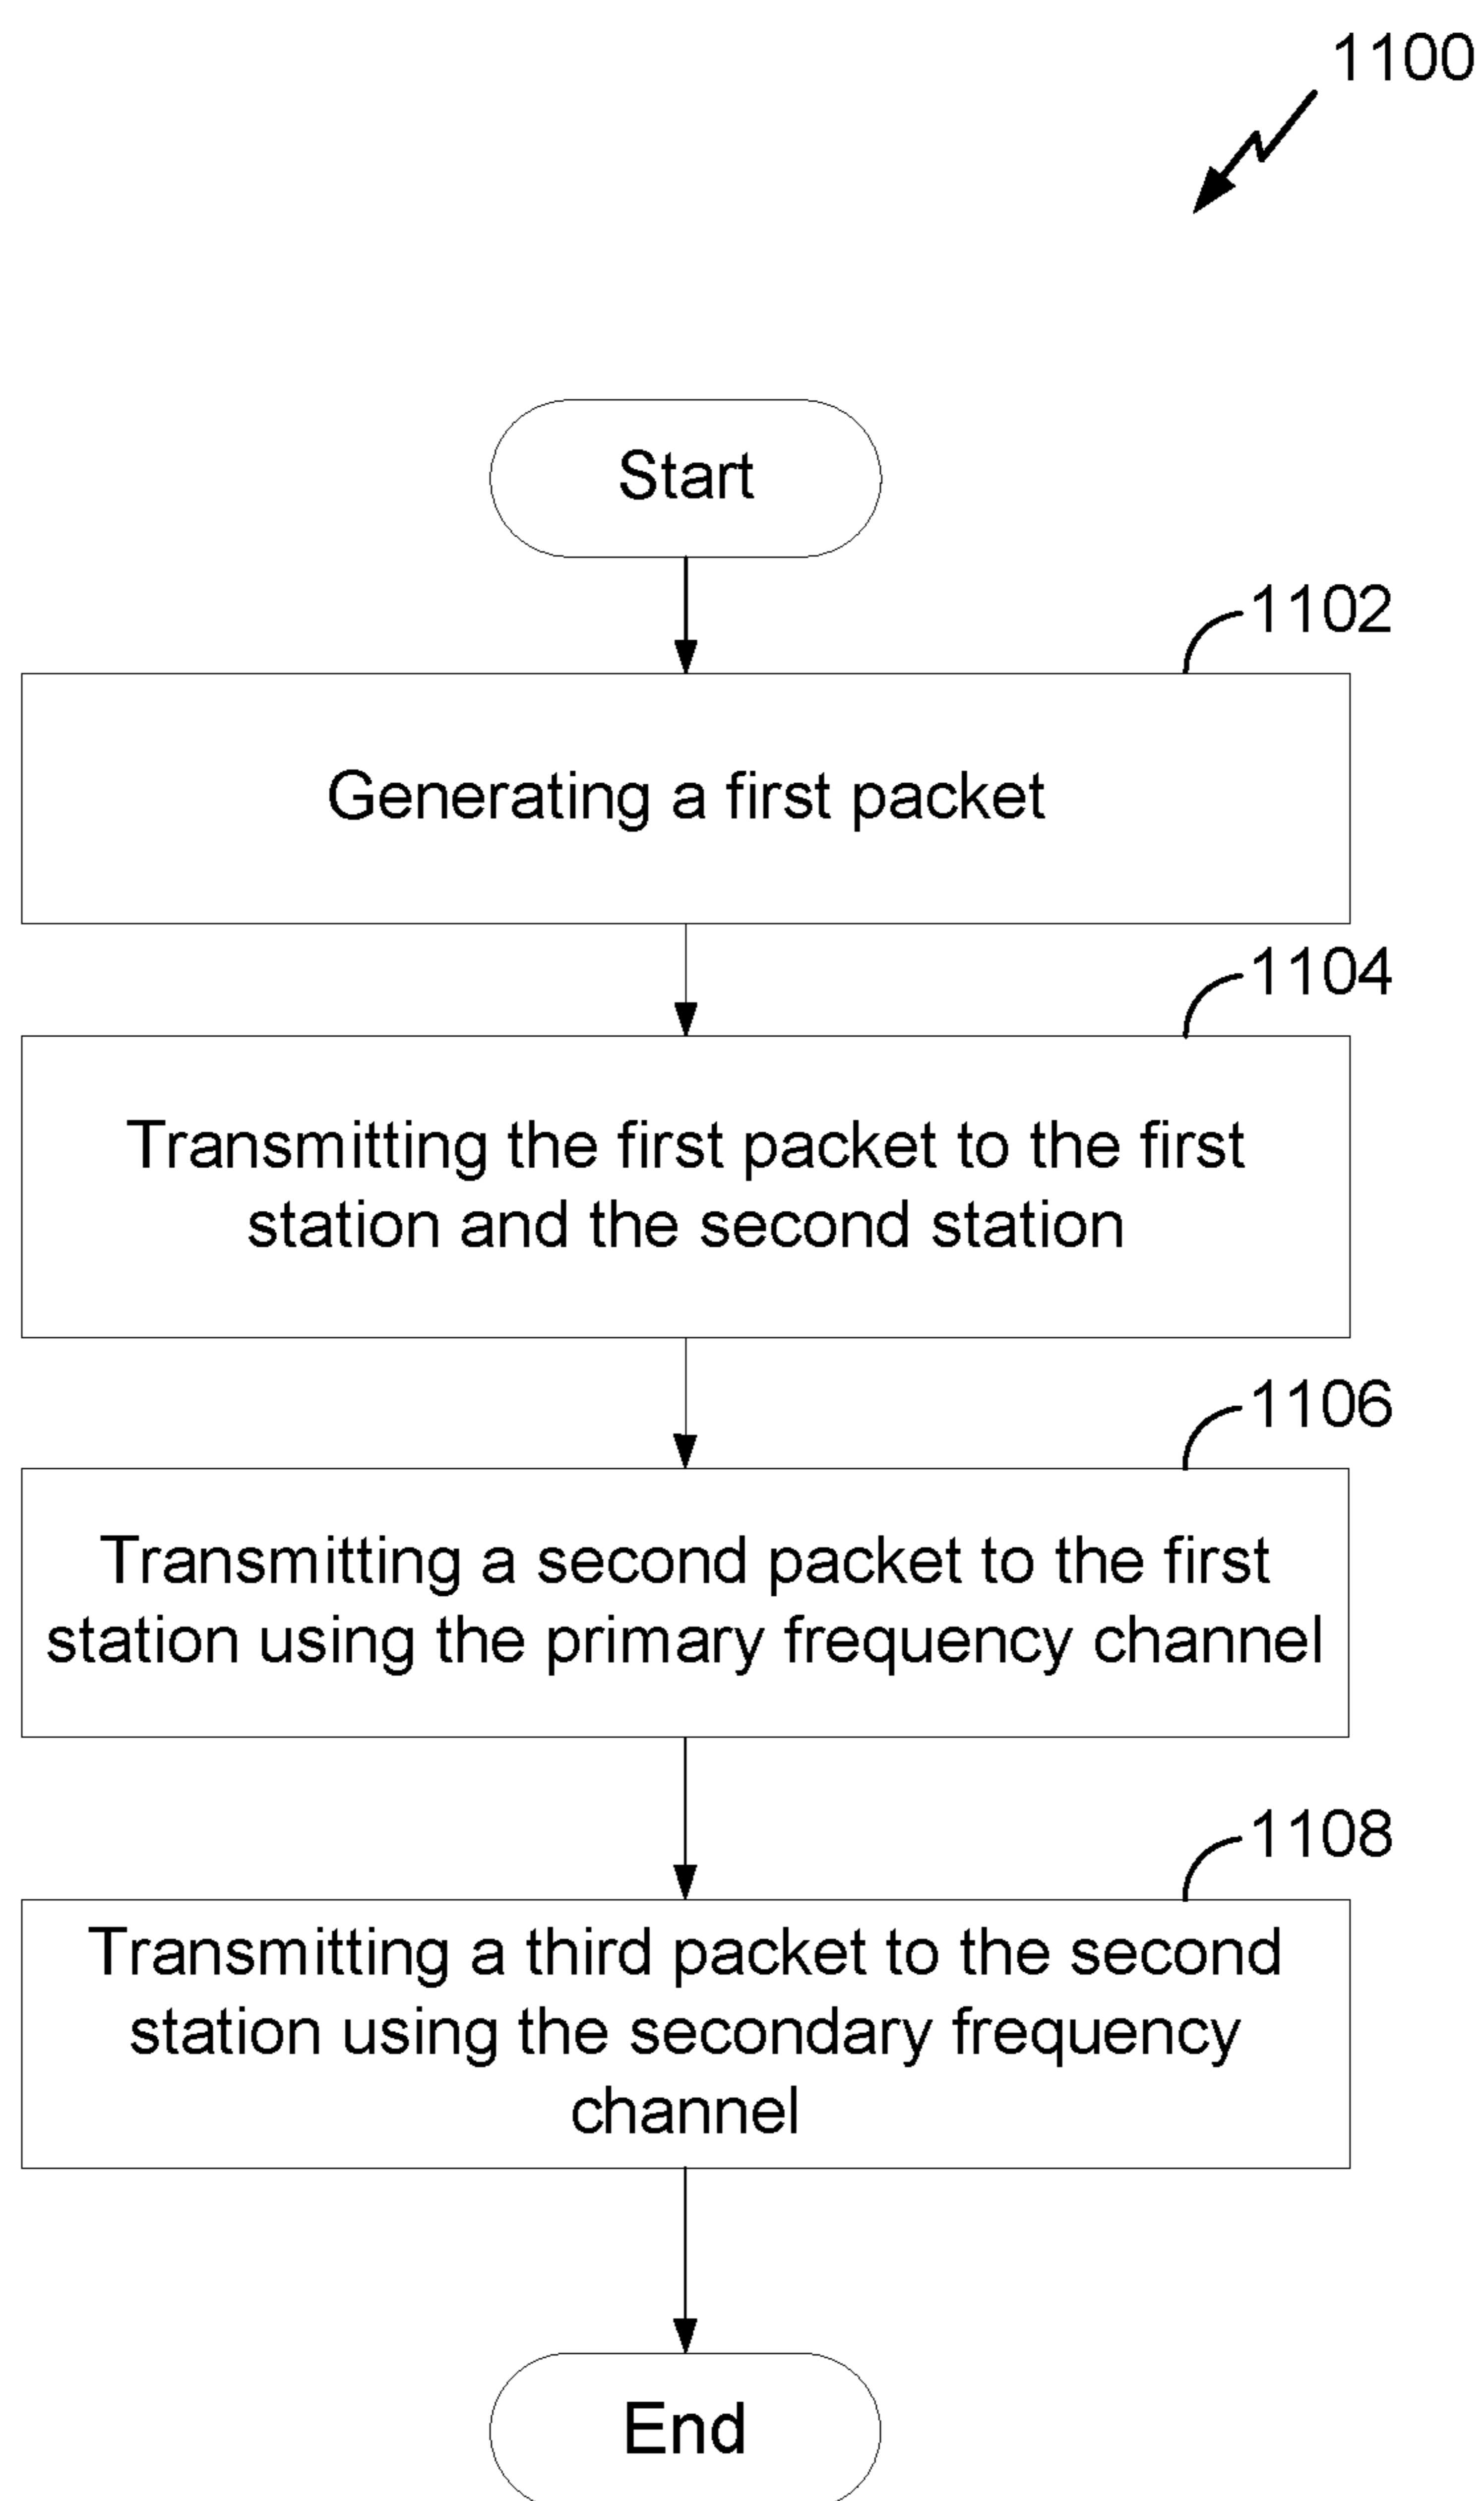 1100
Start
1102
Generating a first packet
1104
Transmitting the first packet to the first
station and the second station
1106
Transmitting a second packet to the first
station using the primary frequency channel
1108
Transmitting a third packet to the second
station using the secondary frequency
channel
End